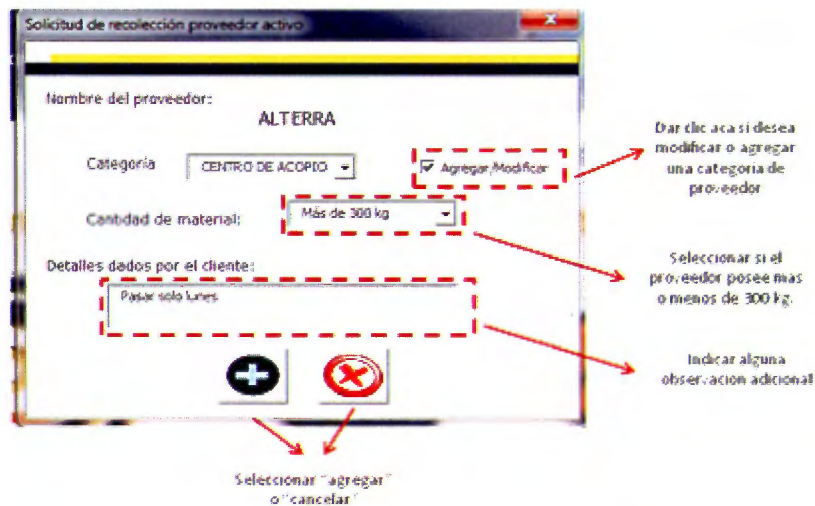 Solicitud de recolección proveedor activo
Nombre del proveedor:
ALTERRA
Categoría
CENTRO DE ACOPIO
Agregar/Modificar
Cantidad de material:
Más de 300 kg
Detalles dados por el cliente:
Pasar solo lunes
Dar clic aca si desea
modificar o agregar
una categoria de
proveedor
Seleccionar si el
proveedor posee mas
o menos de 300 kg.
Indicar alguna
observacion adicional
Seleccionar "agregar"
o "cancelar"